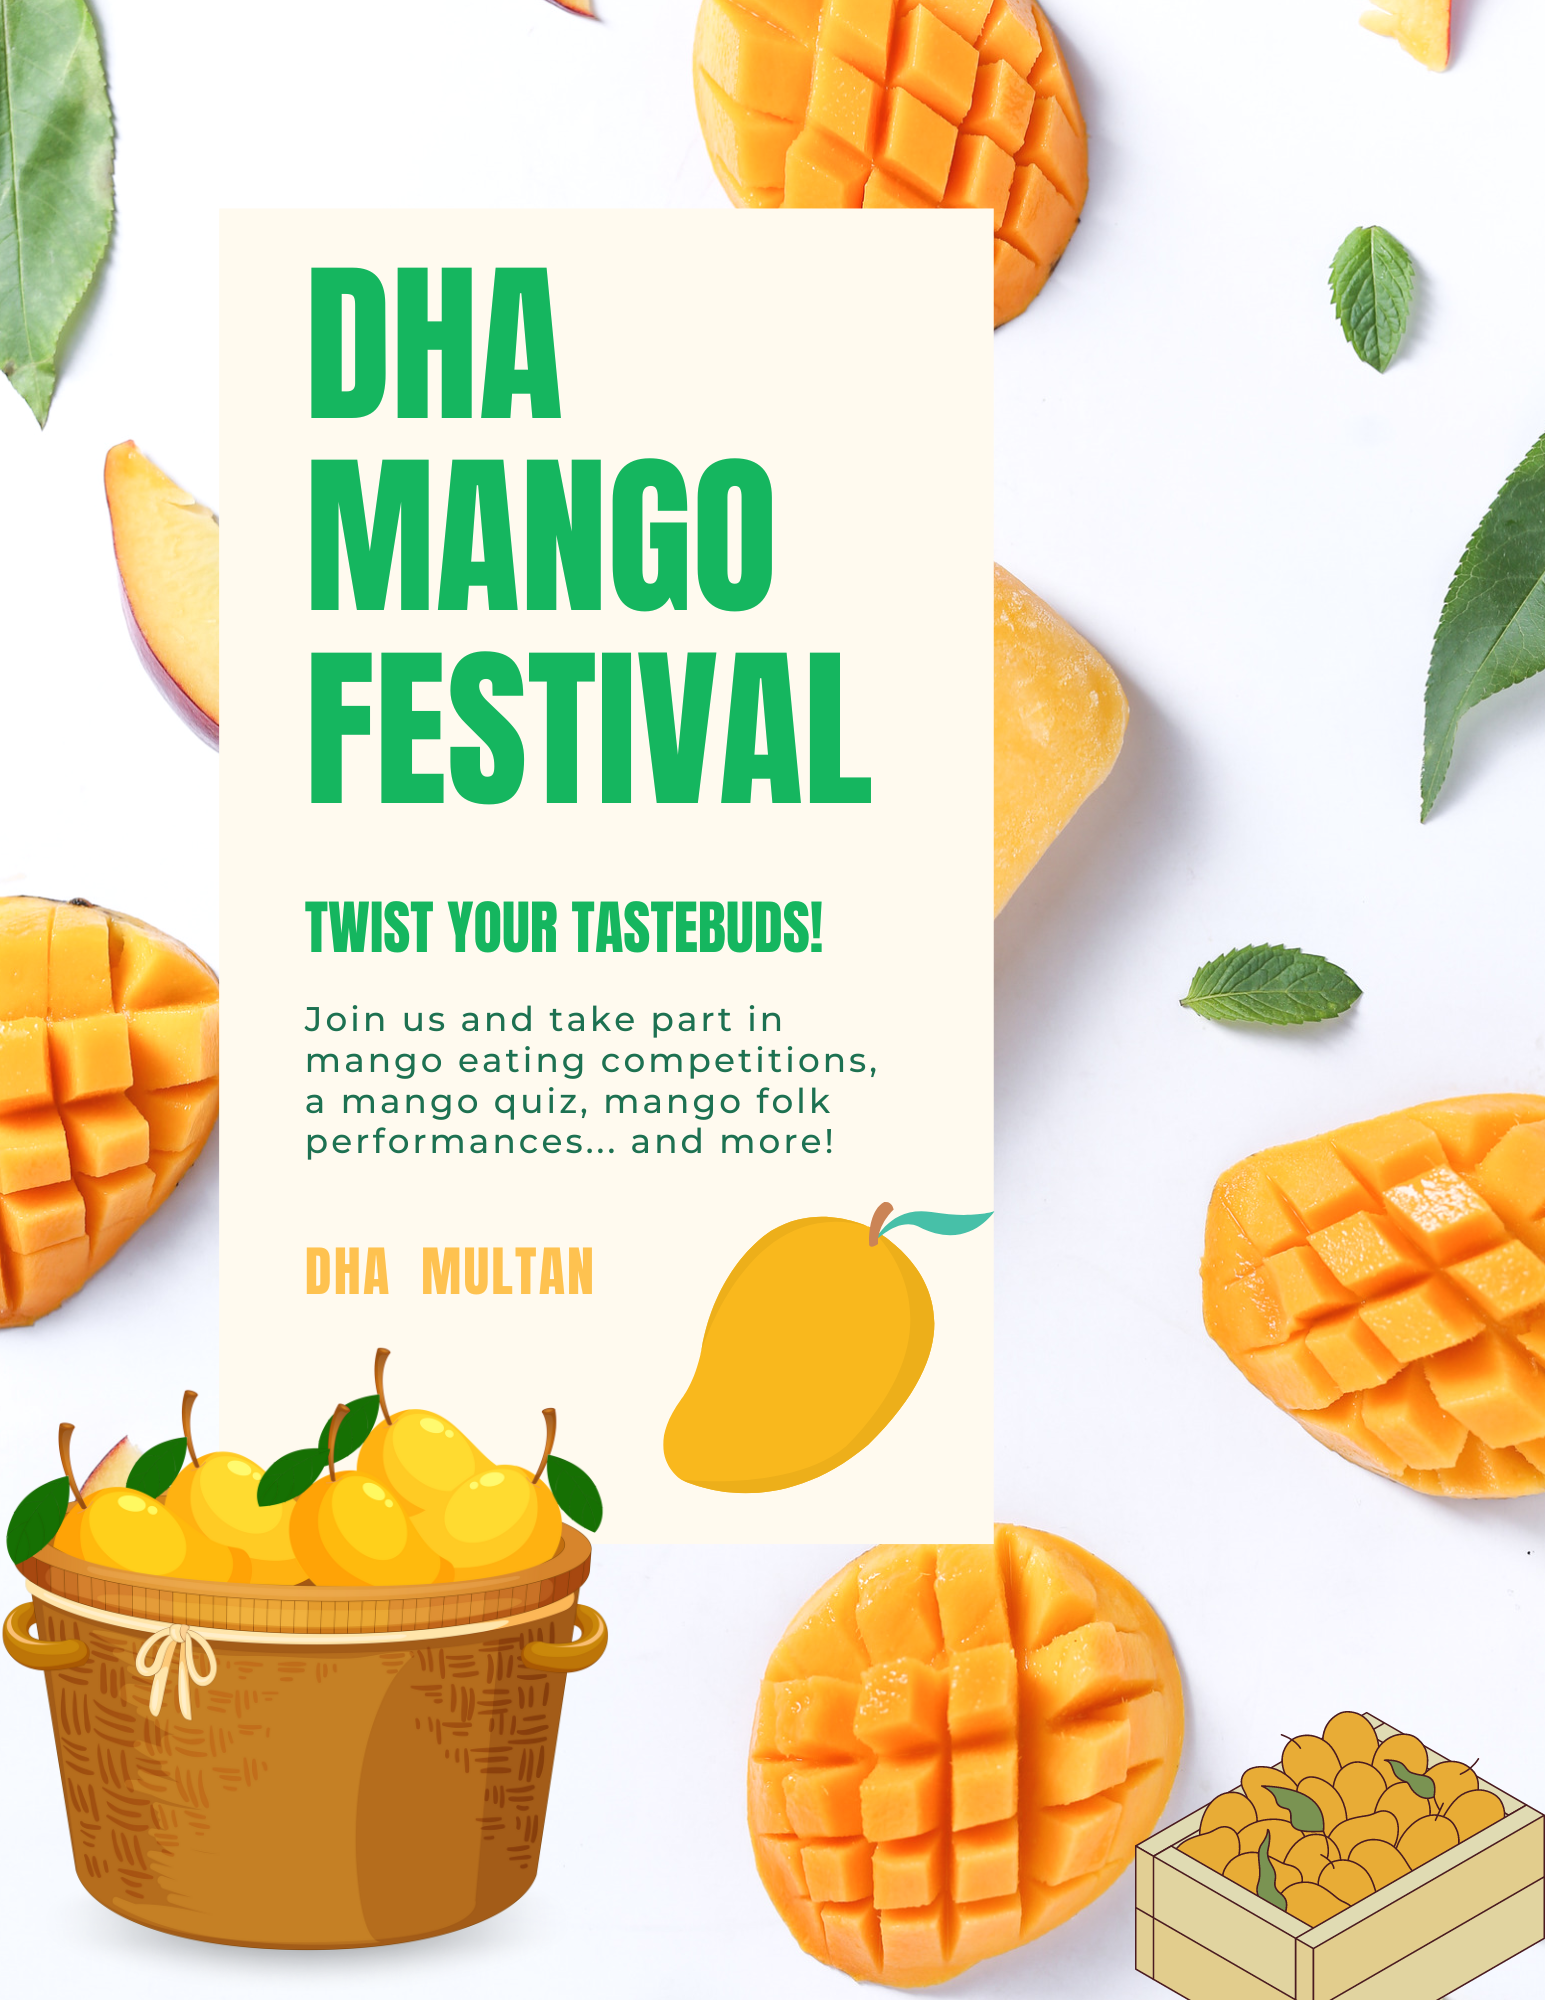 DHA
MANGO
FESTIVAL
TWIST YOUR TASTEBUDS!
Join us and take part in
mango eating competitions,
a mango quiz, mango folk
performances... and more!
DHA MULTAN